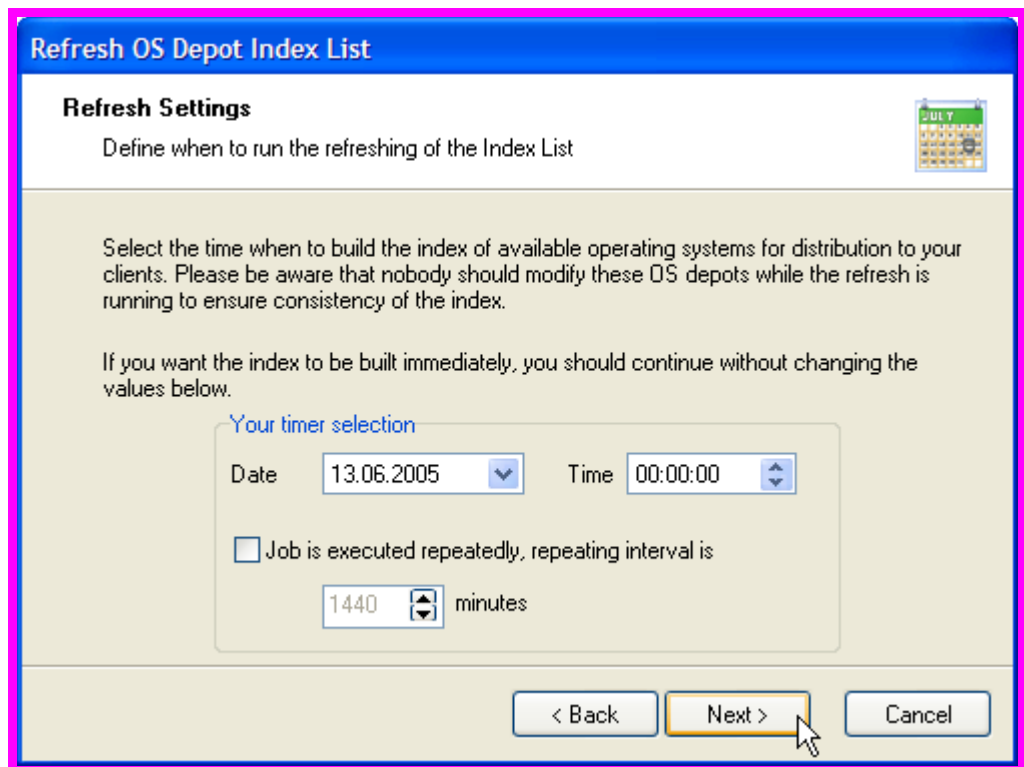 Refresh OS Depot Index List
Refresh Settings
Define when to run the refreshing of the Index List
JULY
Select the time when to build the index of available operating systems for distribution to your
clients. Please be aware that nobody should modify these OS depots while the refresh is
running to ensure consistency of the index.
If you want the index to be built immediately, you should continue without changing the
values below.
Your timer selection
Date 13.06.2005 Time 00:00:00
Job is executed repeatedly, repeating interval is
1440 minutes
< Back Next > Cancel